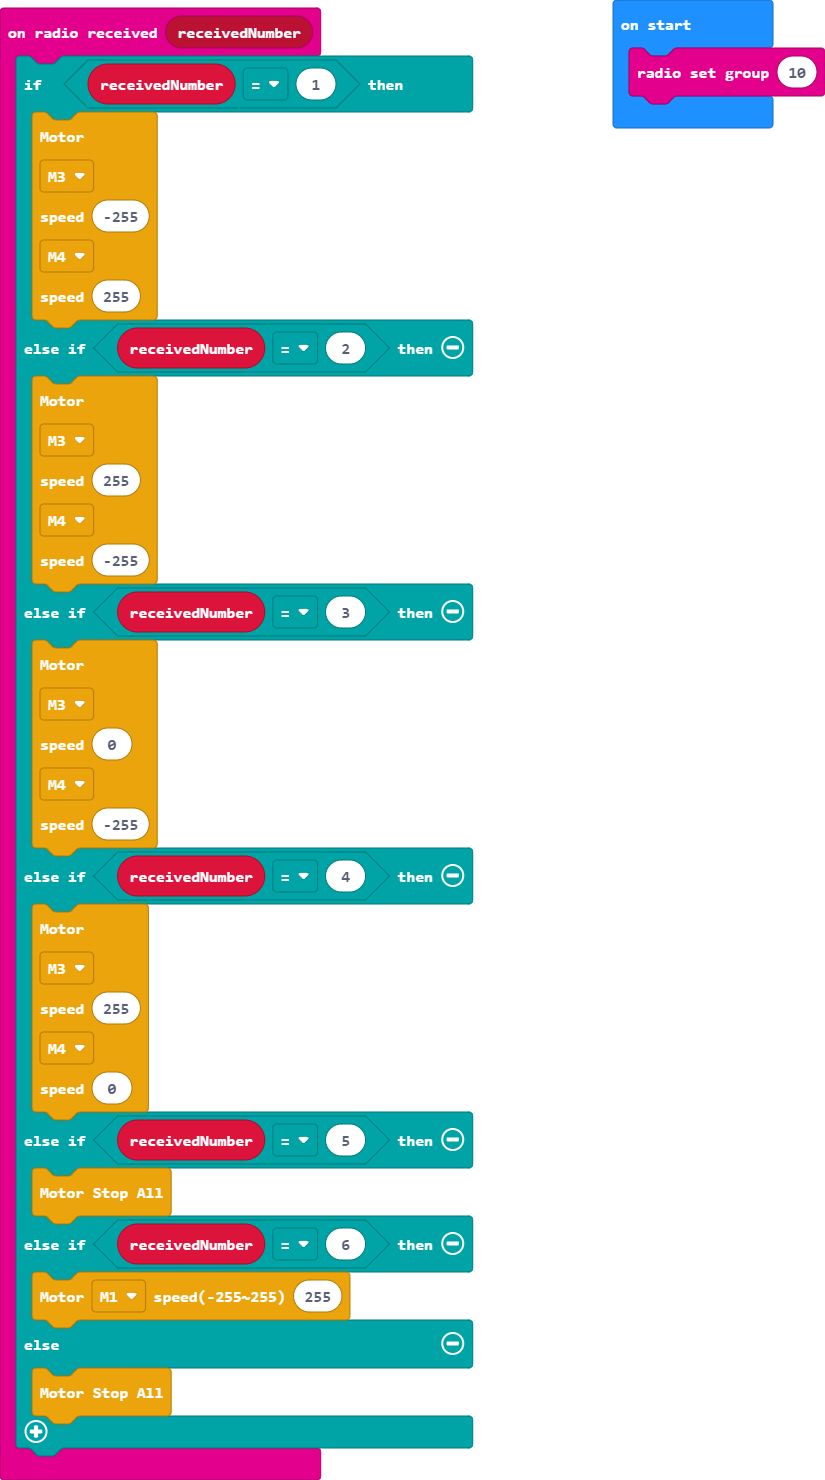 on radio received receivedNumber
if receivedNumber = 1 then
Motor
M3
speed -255
M4
speed 255
else if receivedNumber = 2 then
Motor
M3
speed 255
M4
speed -255
else if receivedNumber = 3 then
Motor
M3
speed 0
M4
speed -255
else if receivedNumber = 4 then
Motor
M3
speed 255
M4
speed 0
else if receivedNumber = 5 then
Motor Stop All
else if receivedNumber = 6 then
Motor M1 speed(-255~255) 255
else
Motor Stop All
on start
radio set group 10